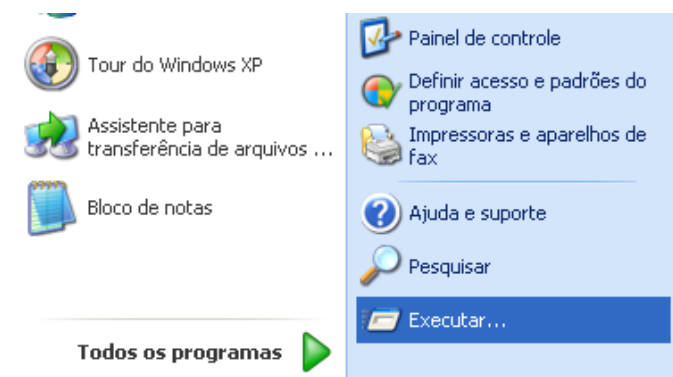 Tour do Windows XP
Assistente para
transferência de arquivos ...
Bloco de notas
Todos os programas
Painel de controle
Definir acesso e padrões do
programa
Impressoras e aparelhos de
fax
Ajuda e suporte
Pesquisar
Executar...